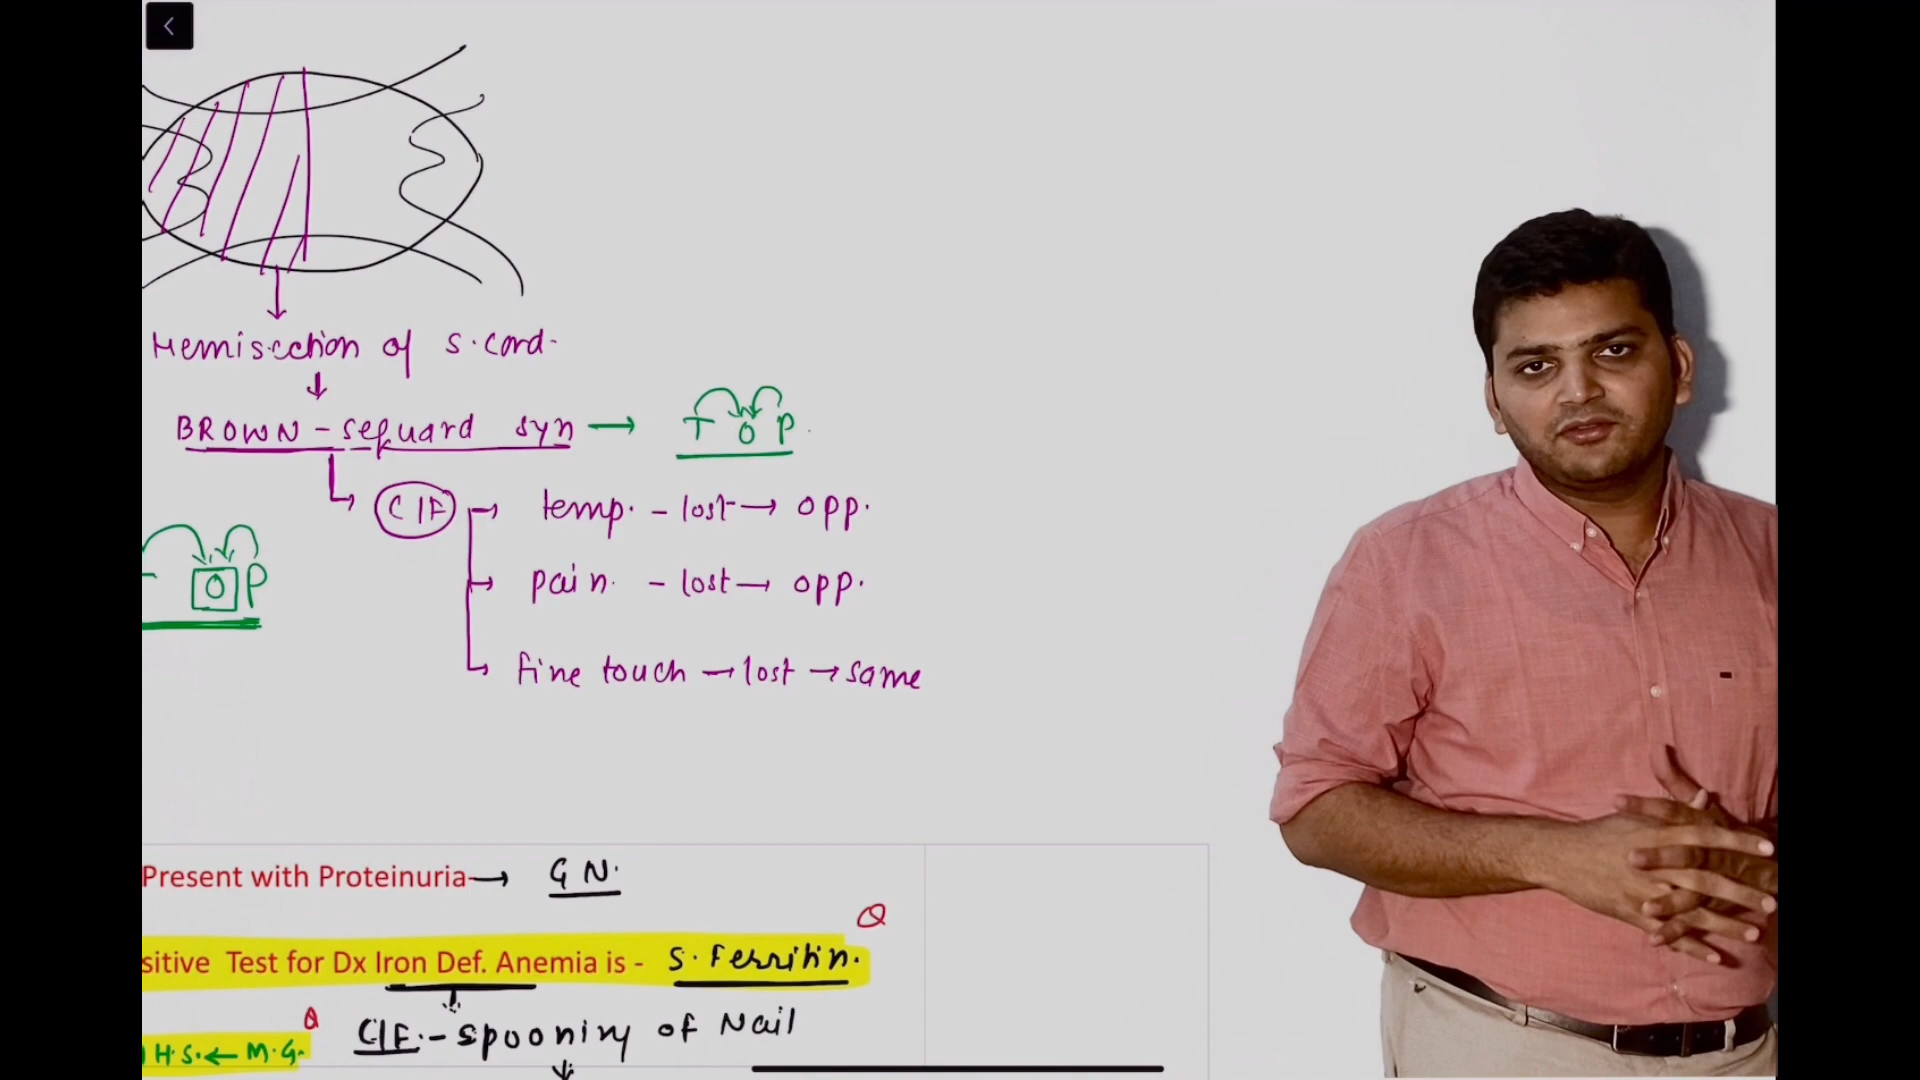 Hemisection of s.cord.
BROWN-sequard syn → T O P
C/F → temp. - lost → opp.
O P
→ pain. - lost → opp.
→ fine touch → lost → same
Present with Proteinuria → G N.
Q
sitive Test for Dx Iron Def. Anemia is - S. Ferritin.
Q
C/F.- spooning of Nail
H.S. ← M.G.